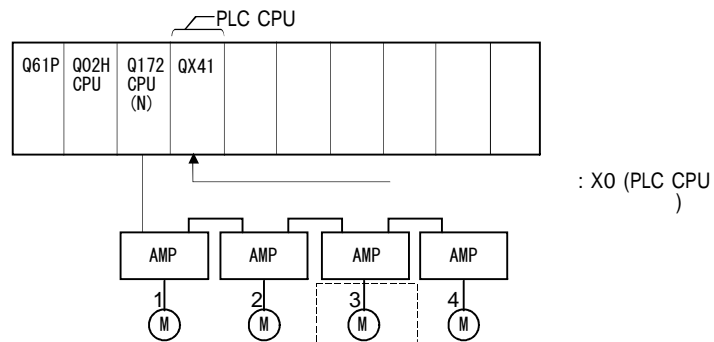 PLC CPU
Q61P Q02H CPU Q172 CPU (N) QX41
: X0 (PLC CPU
)
AMP AMP AMP AMP
1 2 3 4
M M M M